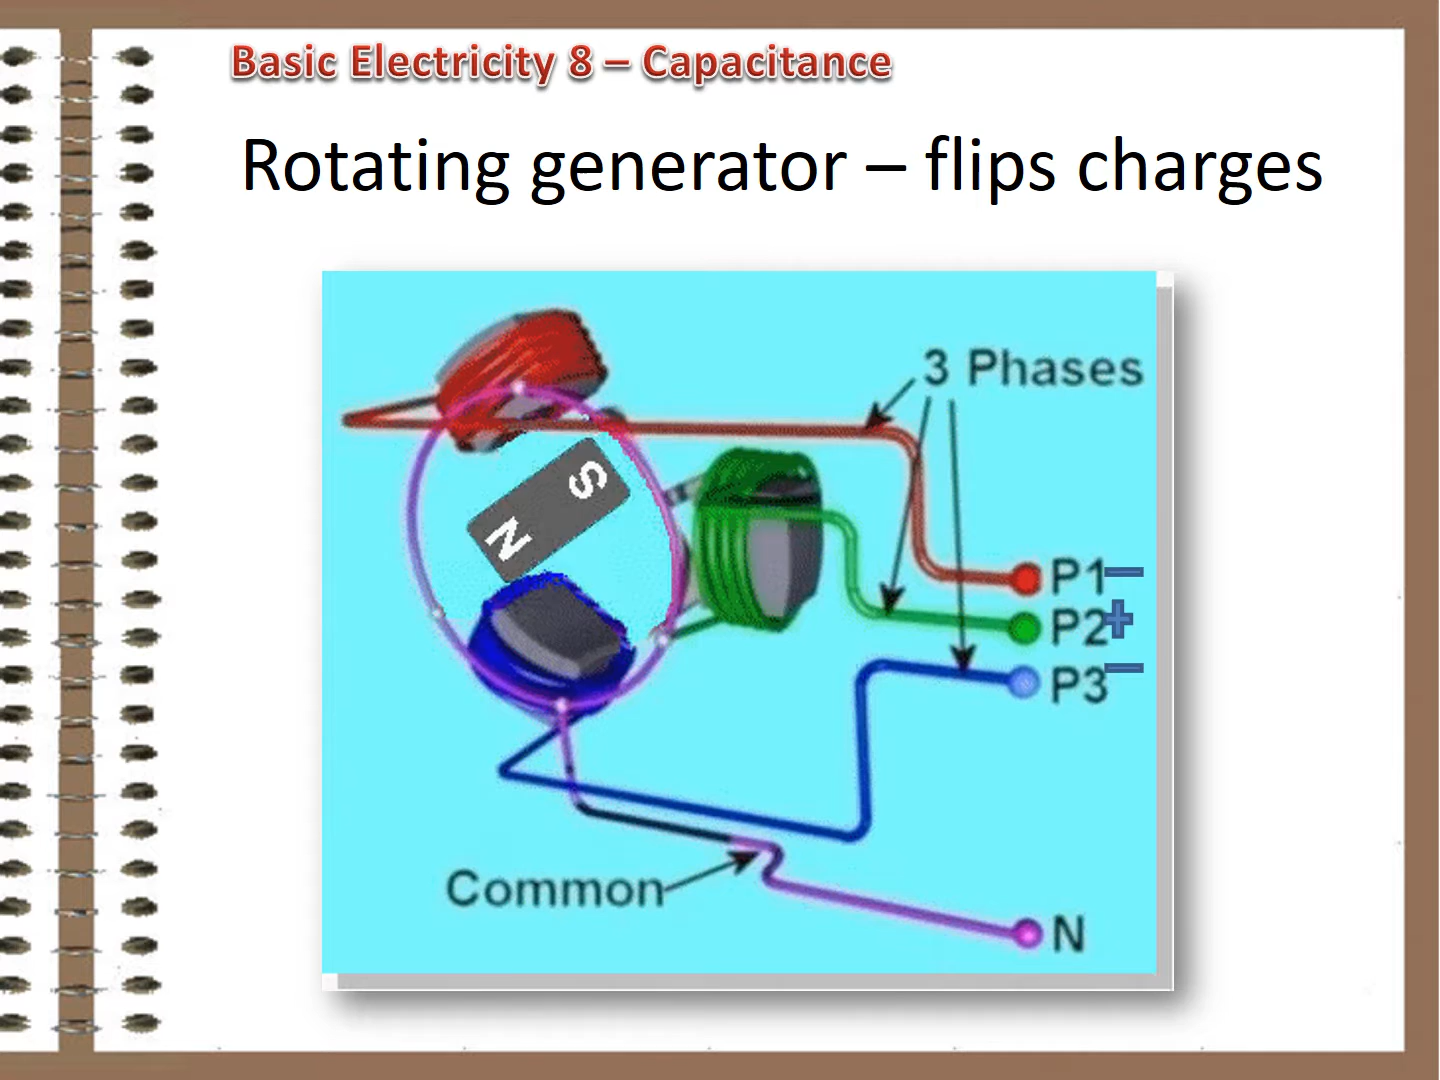 Basic Electricity 8 – Capacitance
Rotating generator – flips charges
3 Phases
S
N
P1 –
P2 +
P3 –
Common
N